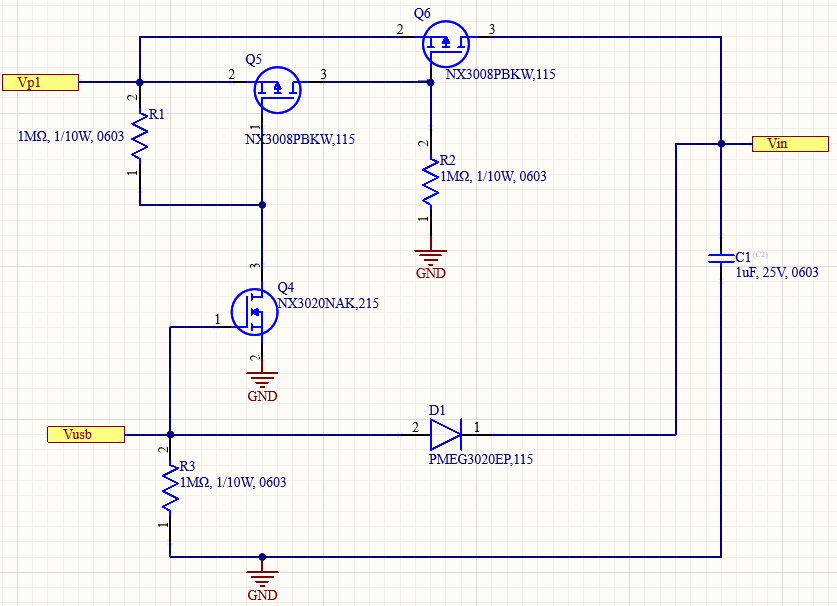 Q6
2
3
NX3008PBKW,115
Q5
2
3
1
NX3008PBKW,115
Vp1
2
R1
1MΩ, 1/10W, 0603
1
2
R2
1MΩ, 1/10W, 0603
1
GND
Vin
C1 (C2)
1uF, 25V, 0603
3
Q4
NX3020NAK,215
1
2
GND
Vusb
D1
2
1
PMEG3020EP,115
2
R3
1MΩ, 1/10W, 0603
1
GND